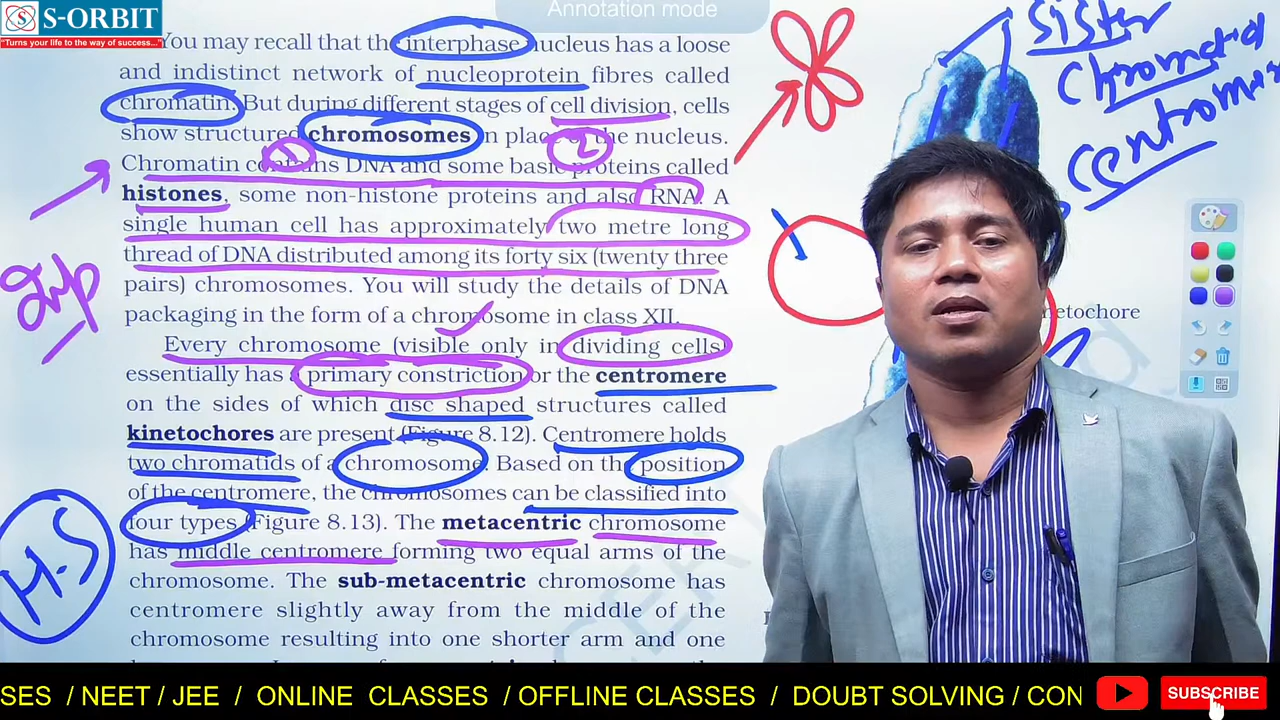 Annotation mode
S-ORBIT
"Turns your life to the way of success..."
You may recall that the interphase nucleus has a loose
and indistinct network of nucleoprotein fibres called
chromatin. But during different stages of cell division, cells
show structured chromosomes in place of the nucleus.
Chromatin contains DNA and some basic proteins called
histones, some non-histone proteins and also RNA. A
single human cell has approximately two metre long
thread of DNA distributed among its forty six (twenty three
pairs) chromosomes. You will study the details of DNA
packaging in the form of a chromosome in class XII.
Every chromosome (visible only in dividing cells)
essentially has a primary constriction or the centromere
on the sides of which disc shaped structures called
kinetochores are present (Figure 8.12). Centromere holds
two chromatids of a chromosome. Based on the position
of the centromere, the chromosomes can be classified into
four types (Figure 8.13). The metacentric chromosome
has middle centromere forming two equal arms of the
chromosome. The sub-metacentric chromosome has
centromere slightly away from the middle of the
chromosome resulting into one shorter arm and one
1
2
Imp
H.S
Sister
Chromatid
Centromer
netochore
SES / NEET / JEE / ONLINE CLASSES / OFFLINE CLASSES / DOUBT SOLVING / CON
SUBSCRIBE